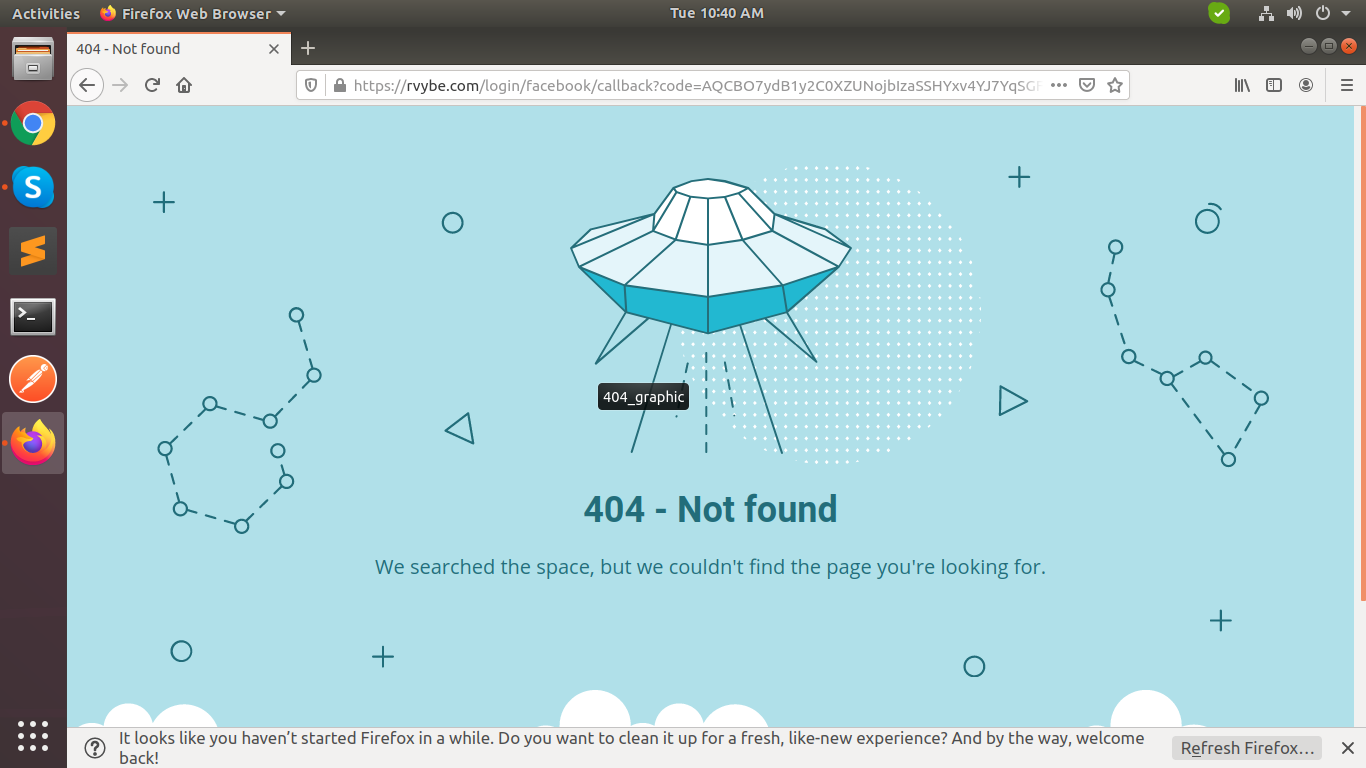 Activities Firefox Web Browser Tue 10:40 AM
404 - Not found
https://rvybe.com/login/facebook/callback?code=AQCBO7ydB1y2C0XZUNojbIzaSSHYxv4YJ7YqSGF
404_graphic
404 - Not found
We searched the space, but we couldn't find the page you're looking for.
It looks like you haven’t started Firefox in a while. Do you want to clean it up for a fresh, like-new experience? And by the way, welcome
back!
Refresh Firefox…